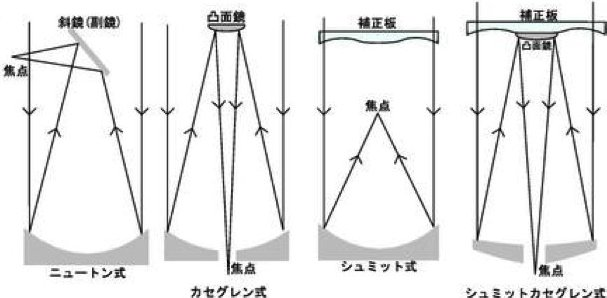 斜鏡(副鏡)
焦点
ニュートン式
凸面鏡
焦点
カセグレン式
補正板
焦点
シュミット式
補正板
凸面鏡
焦点
シュミットカセグレン式